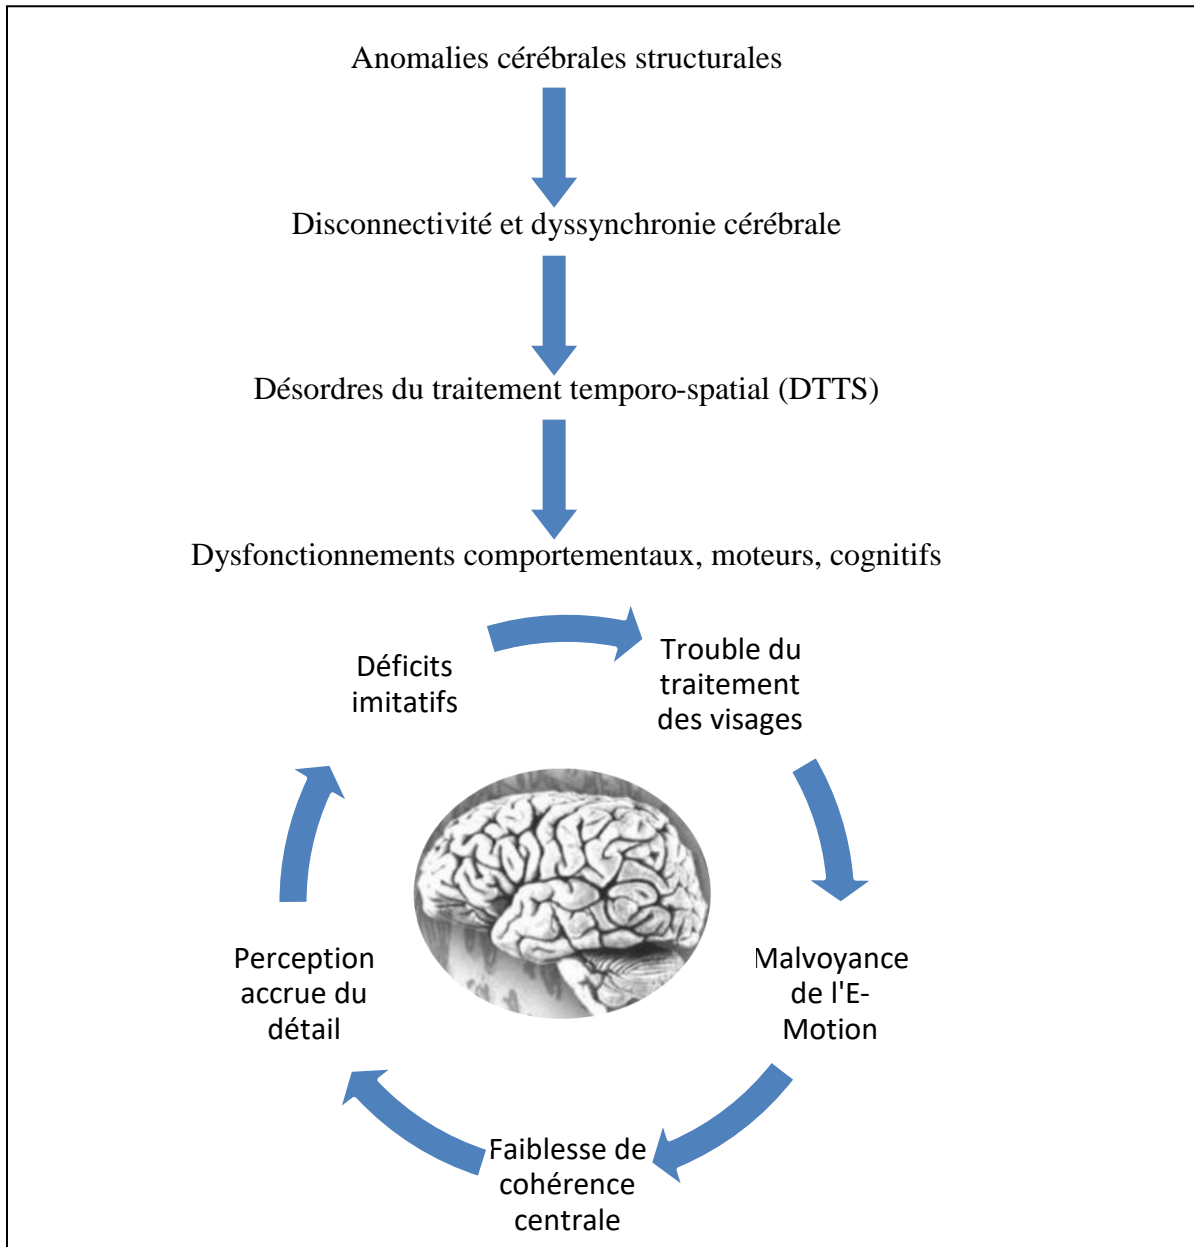 Anomalies cérébrales structurales
Disconnectivité et dyssynchronie cérébrale
Désordres du traitement temporo-spatial (DTTS)
Dysfonctionnements comportementaux, moteurs, cognitifs
Déficits
imitatifs
Trouble du
traitement
des visages
Malvoyance
de l'E-
Motion
Faiblesse de
cohérence
centrale
Perception
accrue du
détail